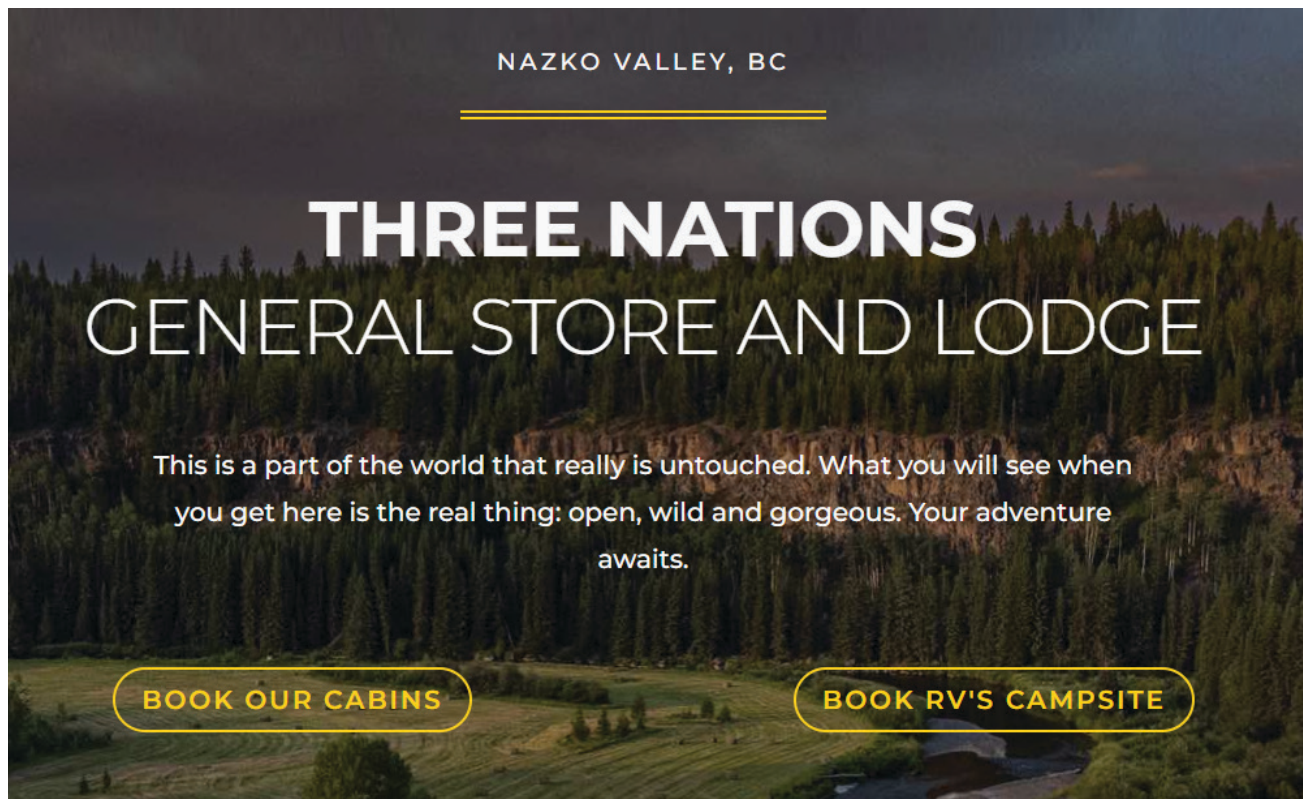 NAZKO VALLEY, BC
THREE NATIONS
GENERAL STORE AND LODGE
This is a part of the world that really is untouched. What you will see when
you get here is the real thing: open, wild and gorgeous. Your adventure
awaits.
BOOK OUR CABINS
BOOK RV'S CAMPSITE